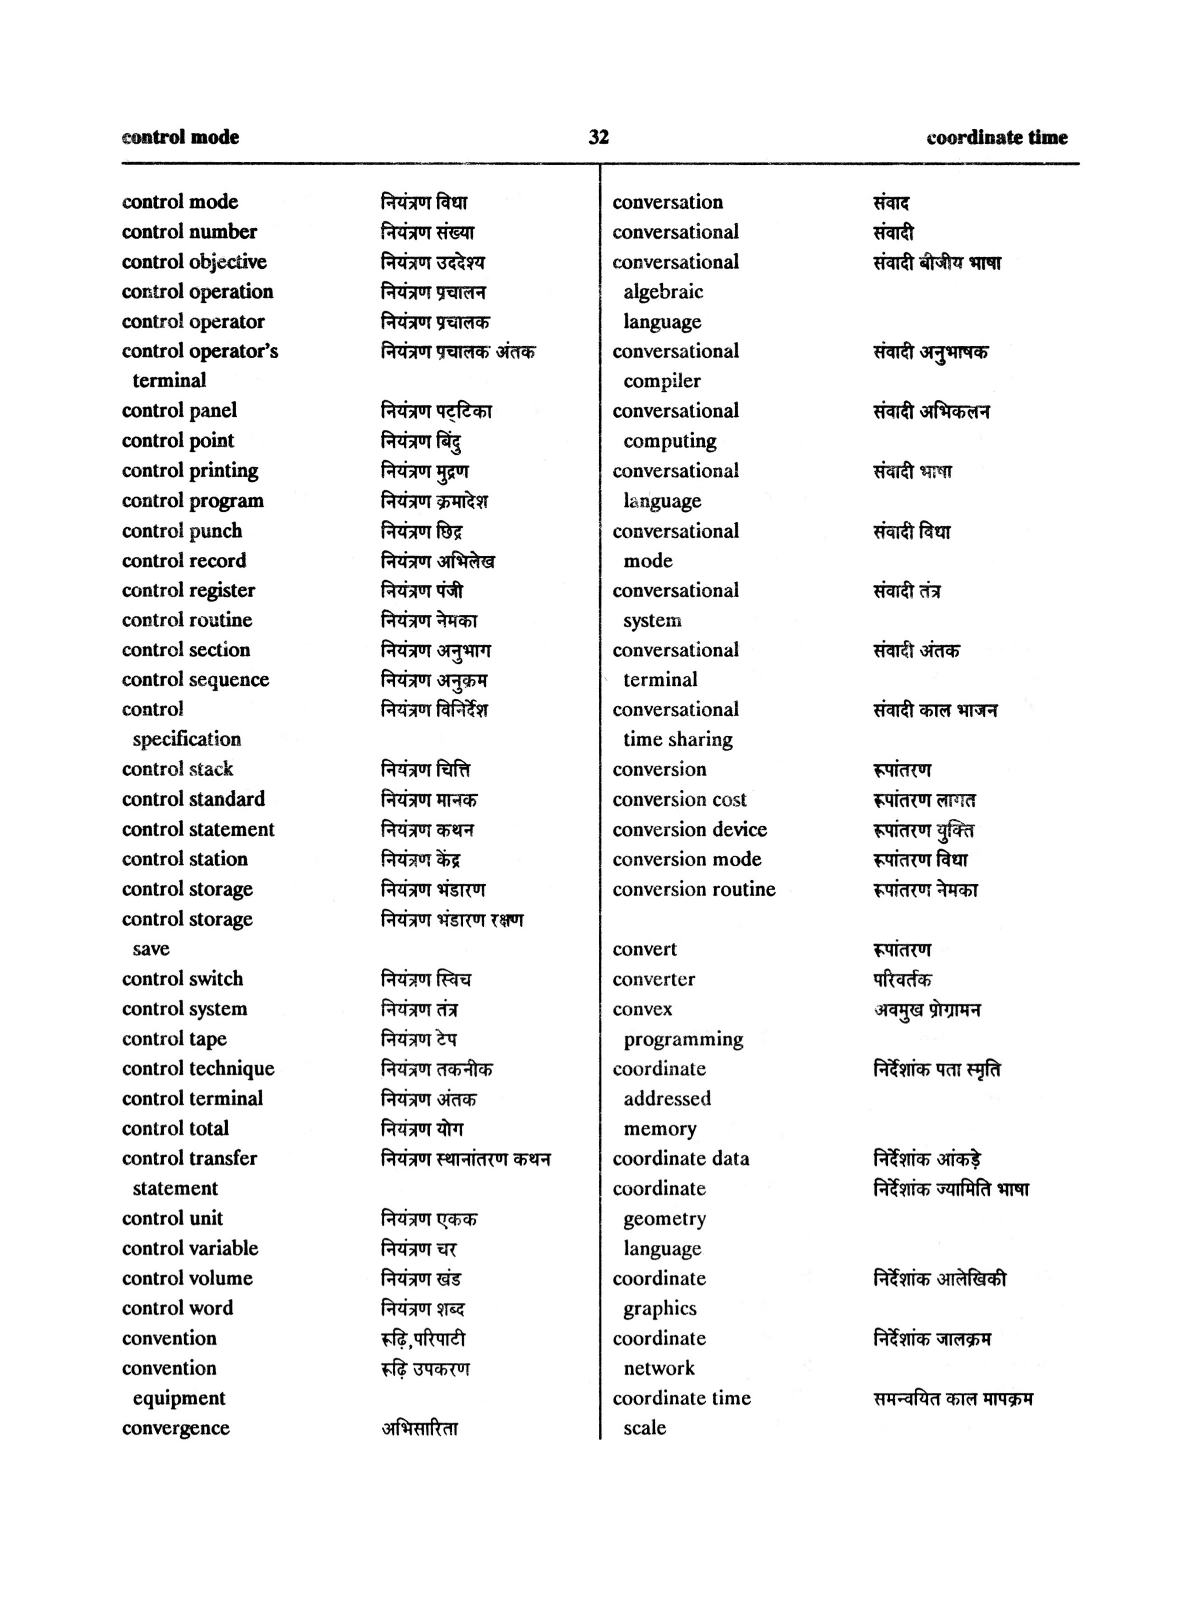 control mode 32 coordinate time
control mode नियंत्रण विधा
control number नियंत्रण संख्या
control objective नियंत्रण उददेश्य
control operation नियंत्रण प्रचालन
control operator नियंत्रण प्रचालक
control operator's नियंत्रण प्रचालक अंतक
terminal
control panel नियंत्रण पट्टिका
control point नियंत्रण बिंदु
control printing नियंत्रण मुद्रण
control program नियंत्रण क्रमादेश
control punch नियंत्रण छिद्र
control record नियंत्रण अभिलेख
control register नियंत्रण पंजी
control routine नियंत्रण नेमका
control section नियंत्रण अनुभाग
control sequence नियंत्रण अनुक्रम
control नियंत्रण विनिर्देश
specification
control stack नियंत्रण चित्ति
control standard नियंत्रण मानक
control statement नियंत्रण कथन
control station नियंत्रण केंद्र
control storage नियंत्रण भंडारण
control storage नियंत्रण भंडारण रक्षण
save
control switch नियंत्रण स्विच
control system नियंत्रण तंत्र
control tape नियंत्रण टेप
control technique नियंत्रण तकनीक
control terminal नियंत्रण अंतक
control total नियंत्रण योग
control transfer नियंत्रण स्थानांतरण कथन
statement
control unit नियंत्रण एकक
control variable नियंत्रण चर
control volume नियंत्रण खंड
control word नियंत्रण शब्द
convention रूढ़ि,परिपाटी
convention रूढ़ि उपकरण
equipment
convergence अभिसारिता
conversation संवाद
conversational संवादी
conversational संवादी बीजीय भाषा
algebraic
language
conversational संवादी अनुभाषक
compiler
conversational संवादी अभिकलन
computing
conversational संवादी भाषा
language
conversational संवादी विधा
mode
conversational संवादी तंत्र
system
conversational संवादी अंतक
terminal
conversational संवादी काल भाजन
time sharing
conversion रूपांतरण
conversion cost रूपांतरण लागत
conversion device रूपांतरण युक्ति
conversion mode रूपांतरण विधा
conversion routine रूपांतरण नेमका
convert रूपांतरण
converter परिवर्तक
convex अवमुख प्रोग्रामन
programming
coordinate निर्देशांक पता स्मृति
addressed
memory
coordinate data निर्देशांक आंकड़े
coordinate निर्देशांक ज्यामिति भाषा
geometry
language
coordinate निर्देशांक आलेखिकी
graphics
coordinate निर्देशांक जालक्रम
network
coordinate time समन्वयित काल मापक्रम
scale